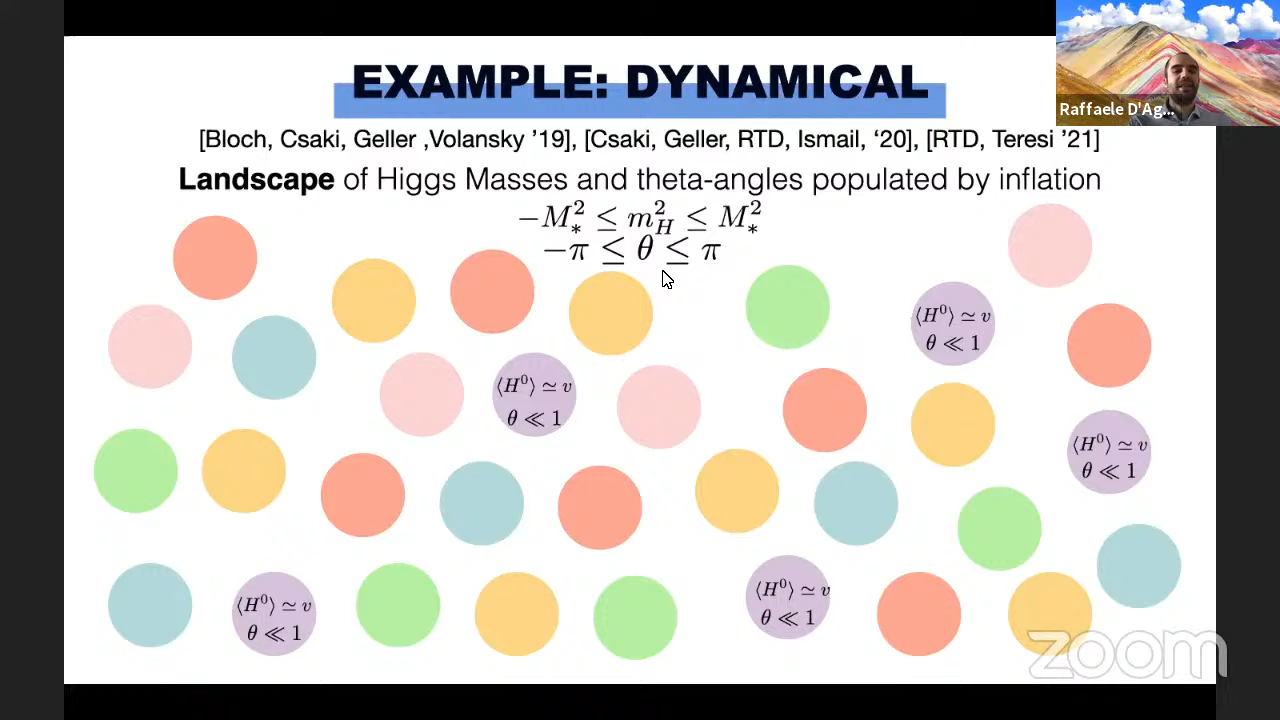 EXAMPLE: DYNAMICAL
Raffaele D'Ag...
[Bloch, Csaki, Geller ,Volansky ’19], [Csaki, Geller, RTD, Ismail, ‘20], [RTD, Teresi ’21]
Landscape of Higgs Masses and theta-angles populated by inflation
−M∗² ≤ m²_H ≤ M∗²
−π ≤ θ ≤ π
⟨H⁰⟩ ≃ v
θ ≪ 1
⟨H⁰⟩ ≃ v
θ ≪ 1
⟨H⁰⟩ ≃ v
θ ≪ 1
⟨H⁰⟩ ≃ v
θ ≪ 1
⟨H⁰⟩ ≃ v
θ ≪ 1
zoom